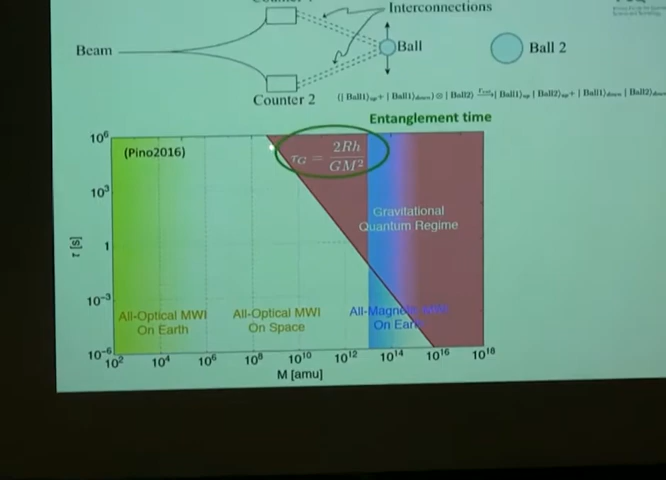 Interconnections
Beam
Ball
Ball 2
Counter 2
(| Ball1⟩up + | Ball1⟩down) ⊗ | Ball2⟩ → | Ball1⟩up | Ball2⟩up + | Ball1⟩down | Ball2⟩down
Entanglement time
(Pino2016)
τG = 2Rh / GM²
Gravitational
Quantum Regime
All-Optical MWI
On Earth
All-Optical MWI
On Space
All-Magnetic MWI
On Earth
τ [s]
10⁶
10³
1
10⁻³
10⁻⁶
10² 10⁴ 10⁶ 10⁸ 10¹⁰ 10¹² 10¹⁴ 10¹⁶ 10¹⁸
M [amu]